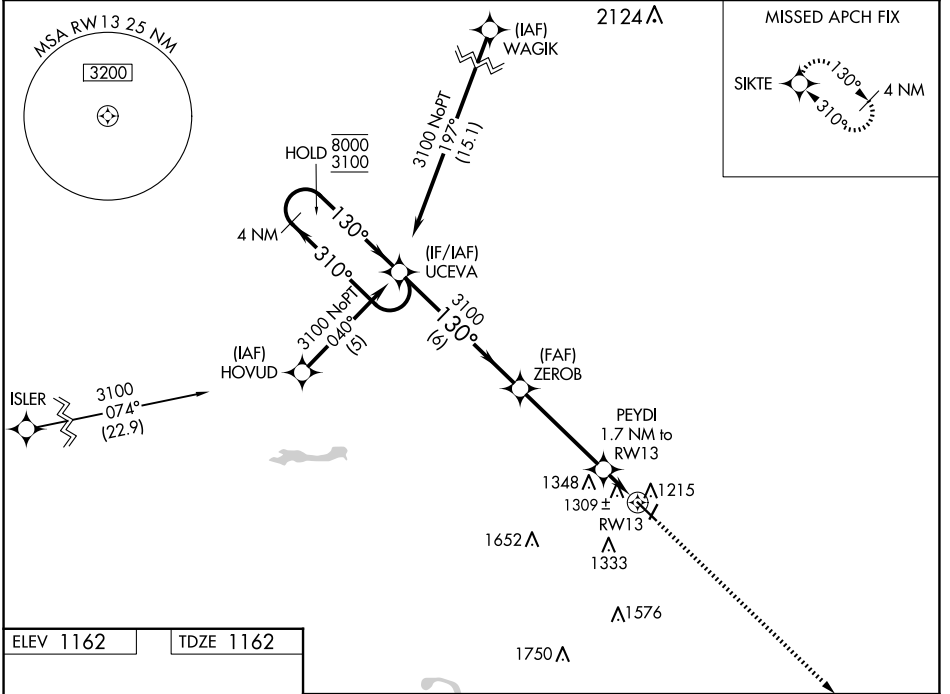 MSA RW13 25 NM
3200
(IAF)
WAGIK
2124
MISSED APCH FIX
SIKTE
130°
310°
4 NM
3100 NoPT
197°
(15.1)
HOLD
8000
3100
130°
310°
4 NM
(IF/IAF)
UCEVA
3100 NoPT
040°
(5)
3100
130°
(6)
(IAF)
HOVUD
(FAF)
ZEROB
ISLER
3100
074°
(22.9)
PEYDI
1.7 NM to
RW13
1348
1309 ±
1215
RW13
1652
1333
1576
1750
ELEV 1162
TDZE 1162